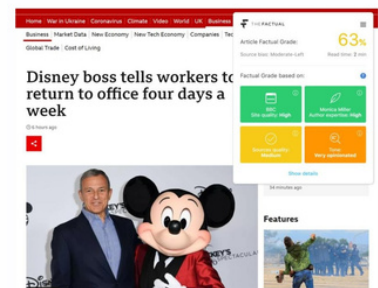 Home War in Ukraine Coronavirus Climate Video World UK Business
Business Market Data New Economy New Tech Economy Companies
Global Trade Cost of Living
Disney boss tells workers to
return to office four days a
week
6 hours ago
THE FACTUAL
Article Factual Grade:
63%
Source bias: Moderate-Left
Read time: 3 min
Factual Grade based on:
BBC
Site quality: High
Monica Miller
Author expertise: High
Sources quality:
Medium
Tone:
Very opinionated
Show details
54 minutes ago
Features